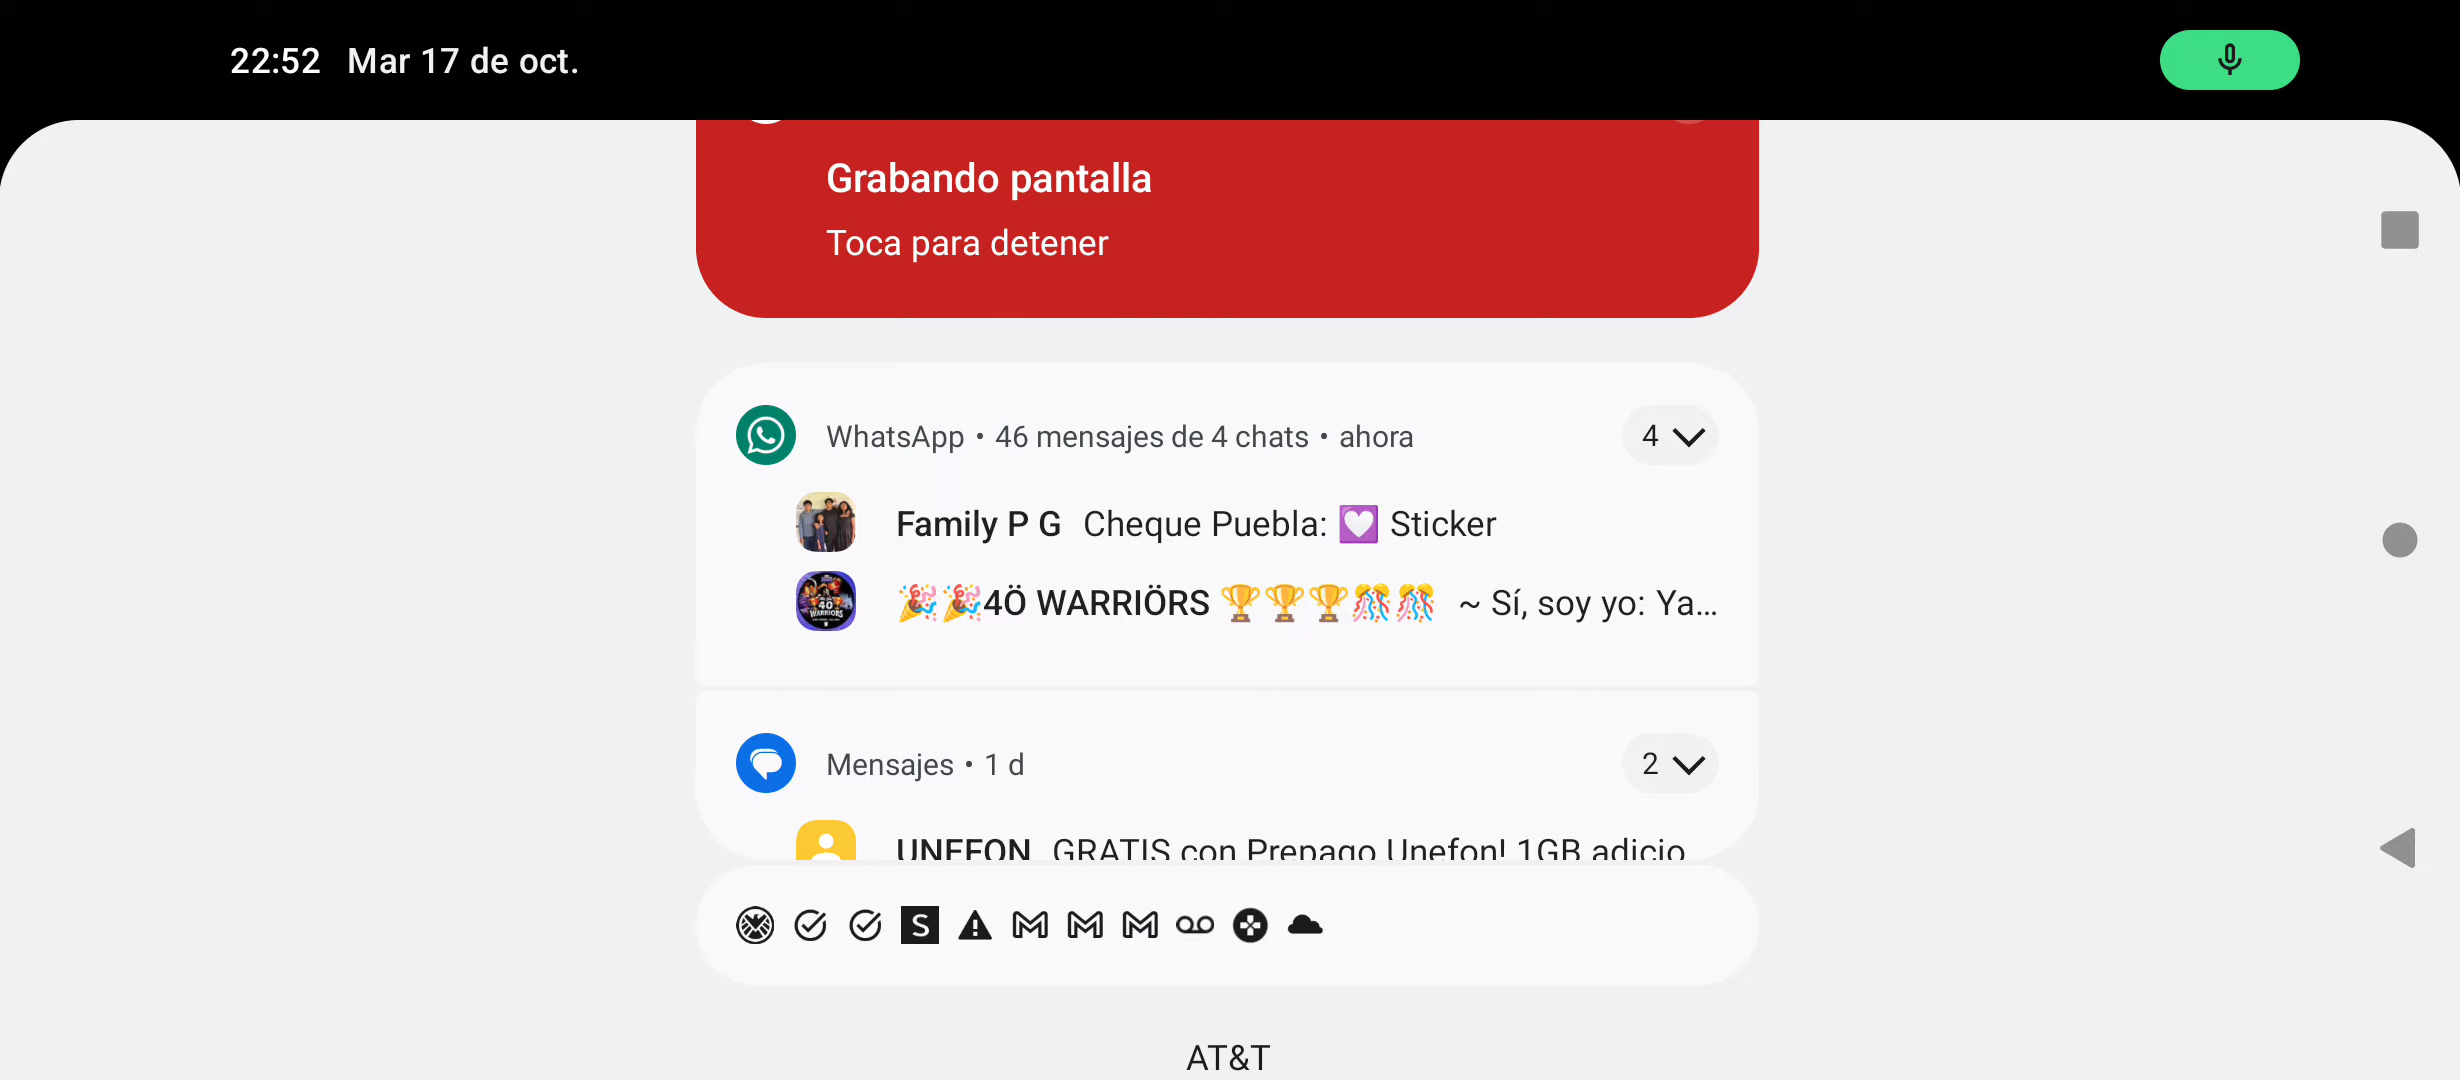 22:52 Mar 17 de oct.
Grabando pantalla
Toca para detener
WhatsApp • 46 mensajes de 4 chats • ahora
4
Family P G Cheque Puebla: 💟 Sticker
🎉🎉4Ö WARRIÖRS 🏆🏆🏆🎊🎊 ~ Sí, soy yo: Ya…
40
WARRIORS
Mensajes • 1 d
2
UNEFON GRATIS con Prepago Unefon! 1GB adicio
S
AT&T